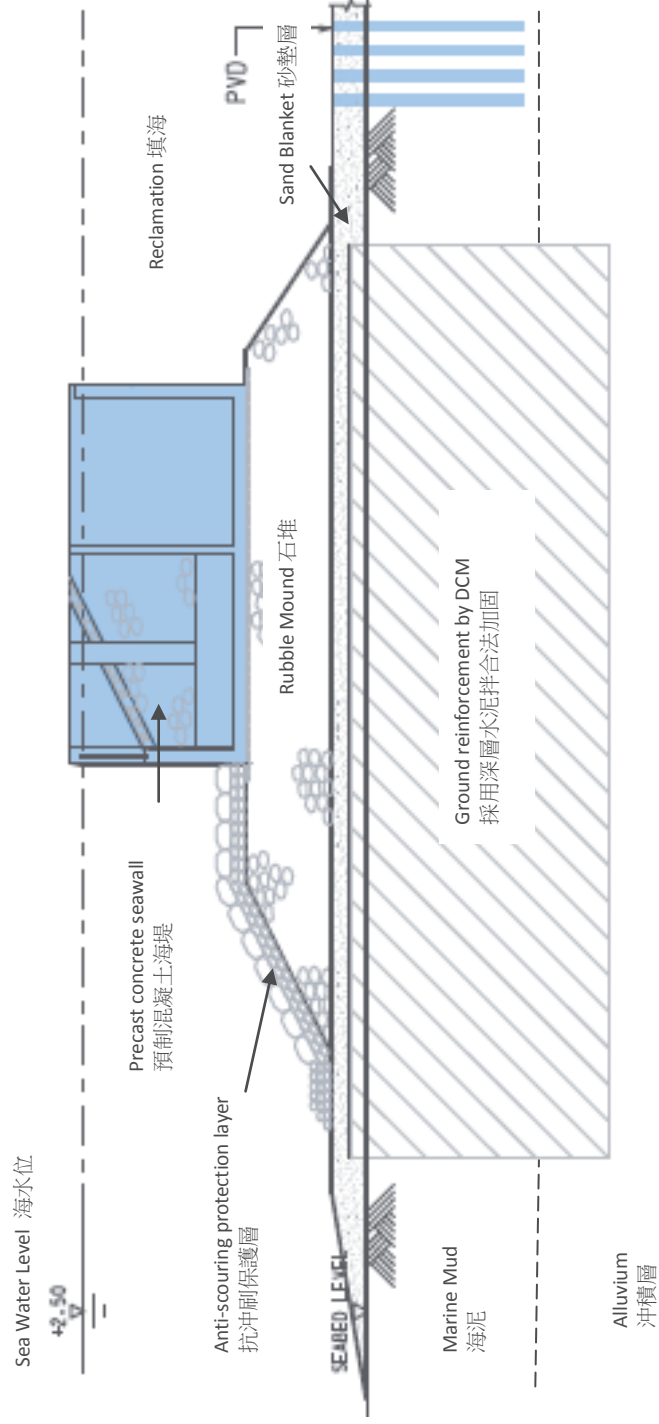 Sea Water Level 海水位
+2.50
Reclamation 填海
PVD
Precast concrete seawall
預制混凝土海堤
Sand Blanket 砂墊層
Anti-scouring protection layer
抗沖刷保護層
Rubble Mound 石堆
SEABED LEVEL
Marine Mud
海泥
Ground reinforcement by DCM
採用深層水泥拌合法加固
Alluvium
沖積層